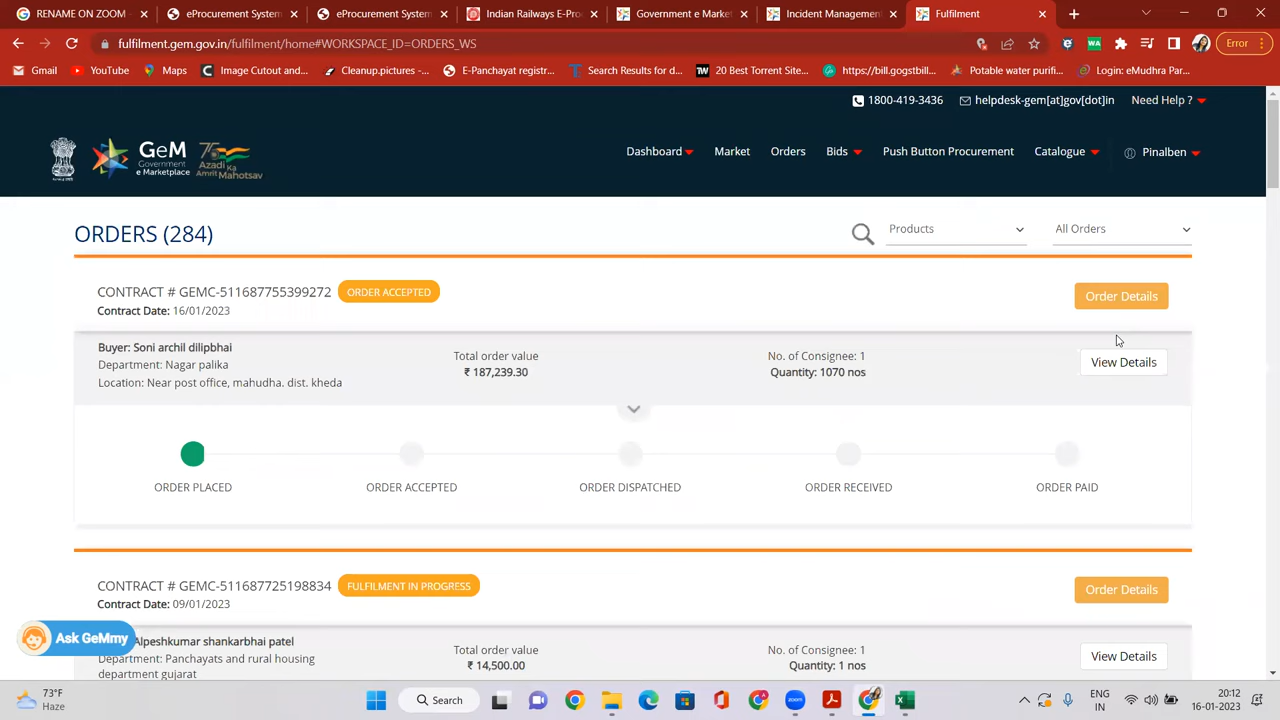 RENAME ON ZOOM -
eProcurement System
eProcurement System
Indian Railways E-Pro
Government e Market
Incident Management
Fulfilment
fulfilment.gem.gov.in/fulfilment/home#WORKSPACE_ID=ORDERS_WS
Error
Gmail
YouTube
Maps
Image Cutout and...
Cleanup.pictures -...
E-Panchayat registr...
Search Results for d...
20 Best Torrent Site...
https://bill.gogstbill...
Potable water purifi...
Login: eMudhra Par...
1800-419-3436
helpdesk-gem[at]gov[dot]in
Need Help ?
GeM
Government
e Marketplace
75
Azadi Ka
Amrit Mahotsav
Dashboard
Market
Orders
Bids
Push Button Procurement
Catalogue
Pinalben
ORDERS (284)
Products
All Orders
CONTRACT # GEMC-511687755399272
ORDER ACCEPTED
Order Details
Contract Date: 16/01/2023
Buyer: Soni archil dilipbhai
Department: Nagar palika
Location: Near post office, mahudha. dist. kheda
Total order value
₹ 187,239.30
No. of Consignee: 1
Quantity: 1070 nos
View Details
ORDER PLACED
ORDER ACCEPTED
ORDER DISPATCHED
ORDER RECEIVED
ORDER PAID
CONTRACT # GEMC-511687725198834
FULFILMENT IN PROGRESS
Order Details
Contract Date: 09/01/2023
Alpeshkumar shankarbhai patel
Department: Panchayats and rural housing
department gujarat
Total order value
₹ 14,500.00
No. of Consignee: 1
Quantity: 1 nos
View Details
Ask GeMmy
73°F
Haze
Search
zoom
ENG
IN
20:12
16-01-2023